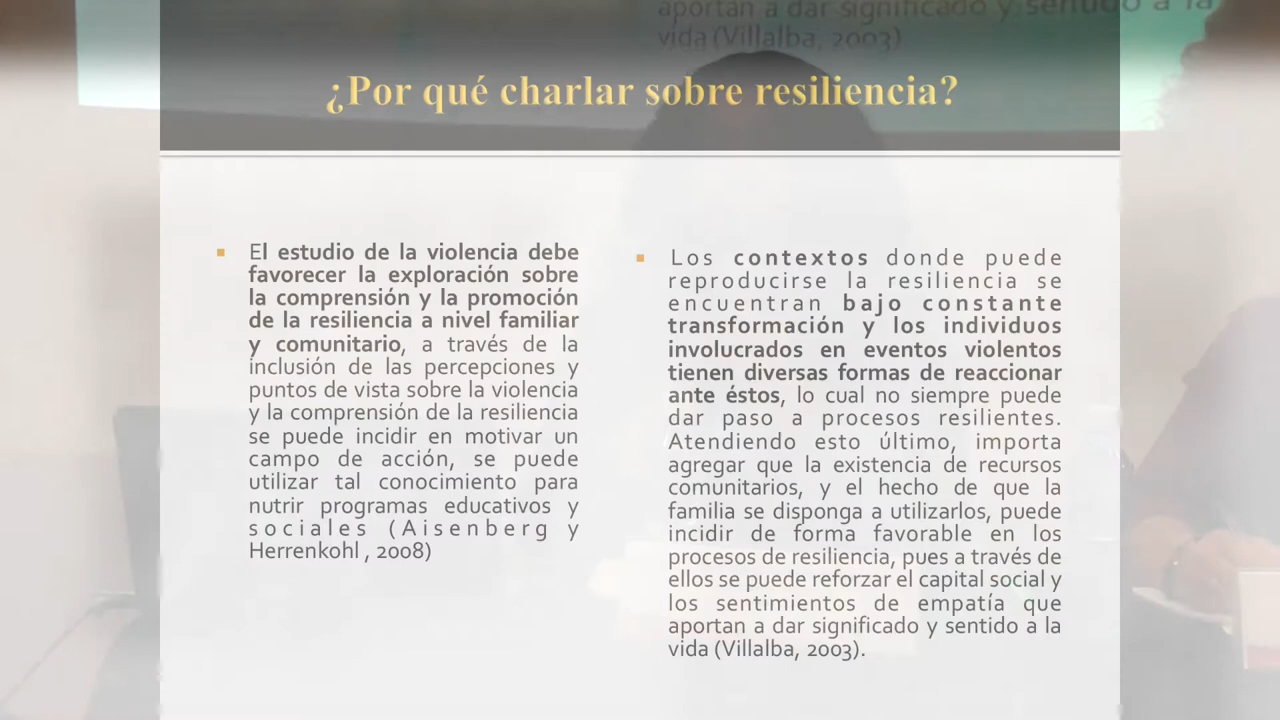 aportan a dar significado y sentido a la
vida (Villalba, 2003)
¿Por qué charlar sobre resiliencia?
El estudio de la violencia debe
favorecer la exploración sobre
la comprensión y la promoción
de la resiliencia a nivel familiar
y comunitario, a través de la
inclusión de las percepciones y
puntos de vista sobre la violencia
y la comprensión de la resiliencia
se puede incidir en motivar un
campo de acción, se puede
utilizar tal conocimiento para
nutrir programas educativos y
sociales (Aisenberg y
Herrenkohl , 2008)
Los contextos donde puede
reproducirse la resiliencia se
encuentran bajo constante
transformación y los individuos
involucrados en eventos violentos
tienen diversas formas de reaccionar
ante éstos, lo cual no siempre puede
dar paso a procesos resilientes.
Atendiendo esto último, importa
agregar que la existencia de recursos
comunitarios, y el hecho de que la
familia se disponga a utilizarlos, puede
incidir de forma favorable en los
procesos de resiliencia, pues a través de
ellos se puede reforzar el capital social y
los sentimientos de empatía que
aportan a dar significado y sentido a la
vida (Villalba, 2003).